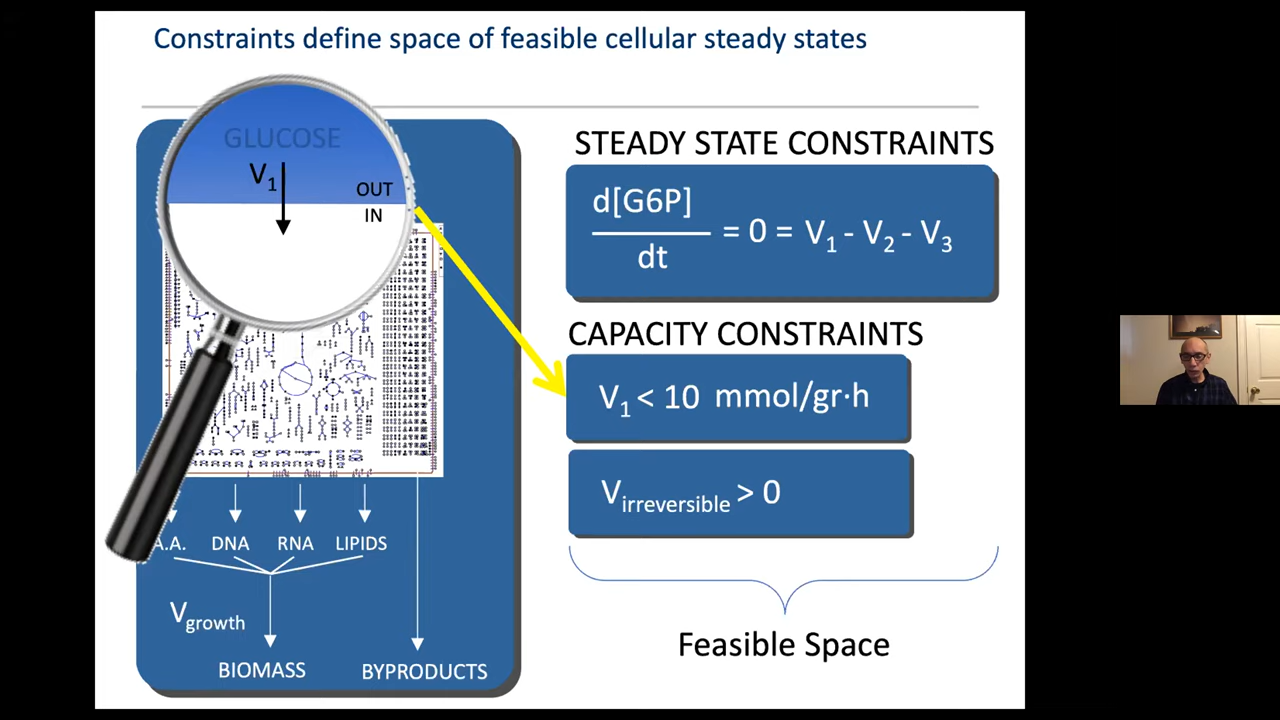 Constraints define space of feasible cellular steady states
GLUCOSE
V1
OUT
IN
A.A. DNA RNA LIPIDS
Vgrowth
BIOMASS BYPRODUCTS
STEADY STATE CONSTRAINTS
d[G6P]
dt
= 0 = V1 - V2 - V3
CAPACITY CONSTRAINTS
V1 < 10 mmol/gr·h
Virreversible > 0
Feasible Space